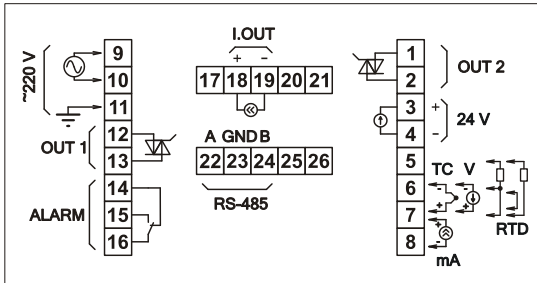 ~220 V
9
10
11
OUT 1
12
13
ALARM
14
15
16
I.OUT
+ -
17 18 19 20 21
A GND B
22 23 24 25 26
RS-485
1
2
OUT 2
3 +
4 -
24 V
5
TC V
6 - -
7 + +
+
8 -
mA
RTD